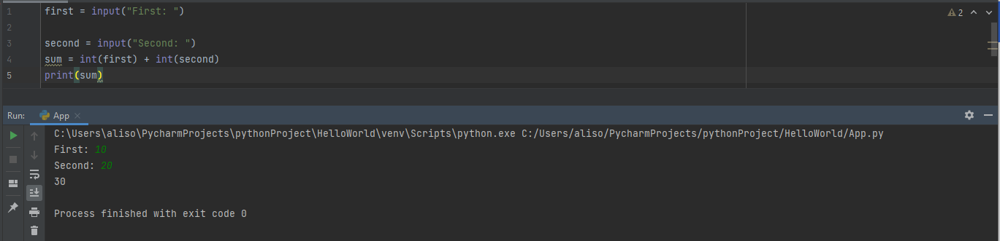 1 first = input("First: ")
2
3 second = input("Second: ")
4 sum = int(first) + int(second)
5 print(sum)
2
Run: App
C:\Users\aliso\PycharmProjects\pythonProject\HelloWorld\venv\Scripts\python.exe C:/Users/aliso/PycharmProjects/pythonProject/HelloWorld/App.py
First: 10
Second: 20
30
Process finished with exit code 0